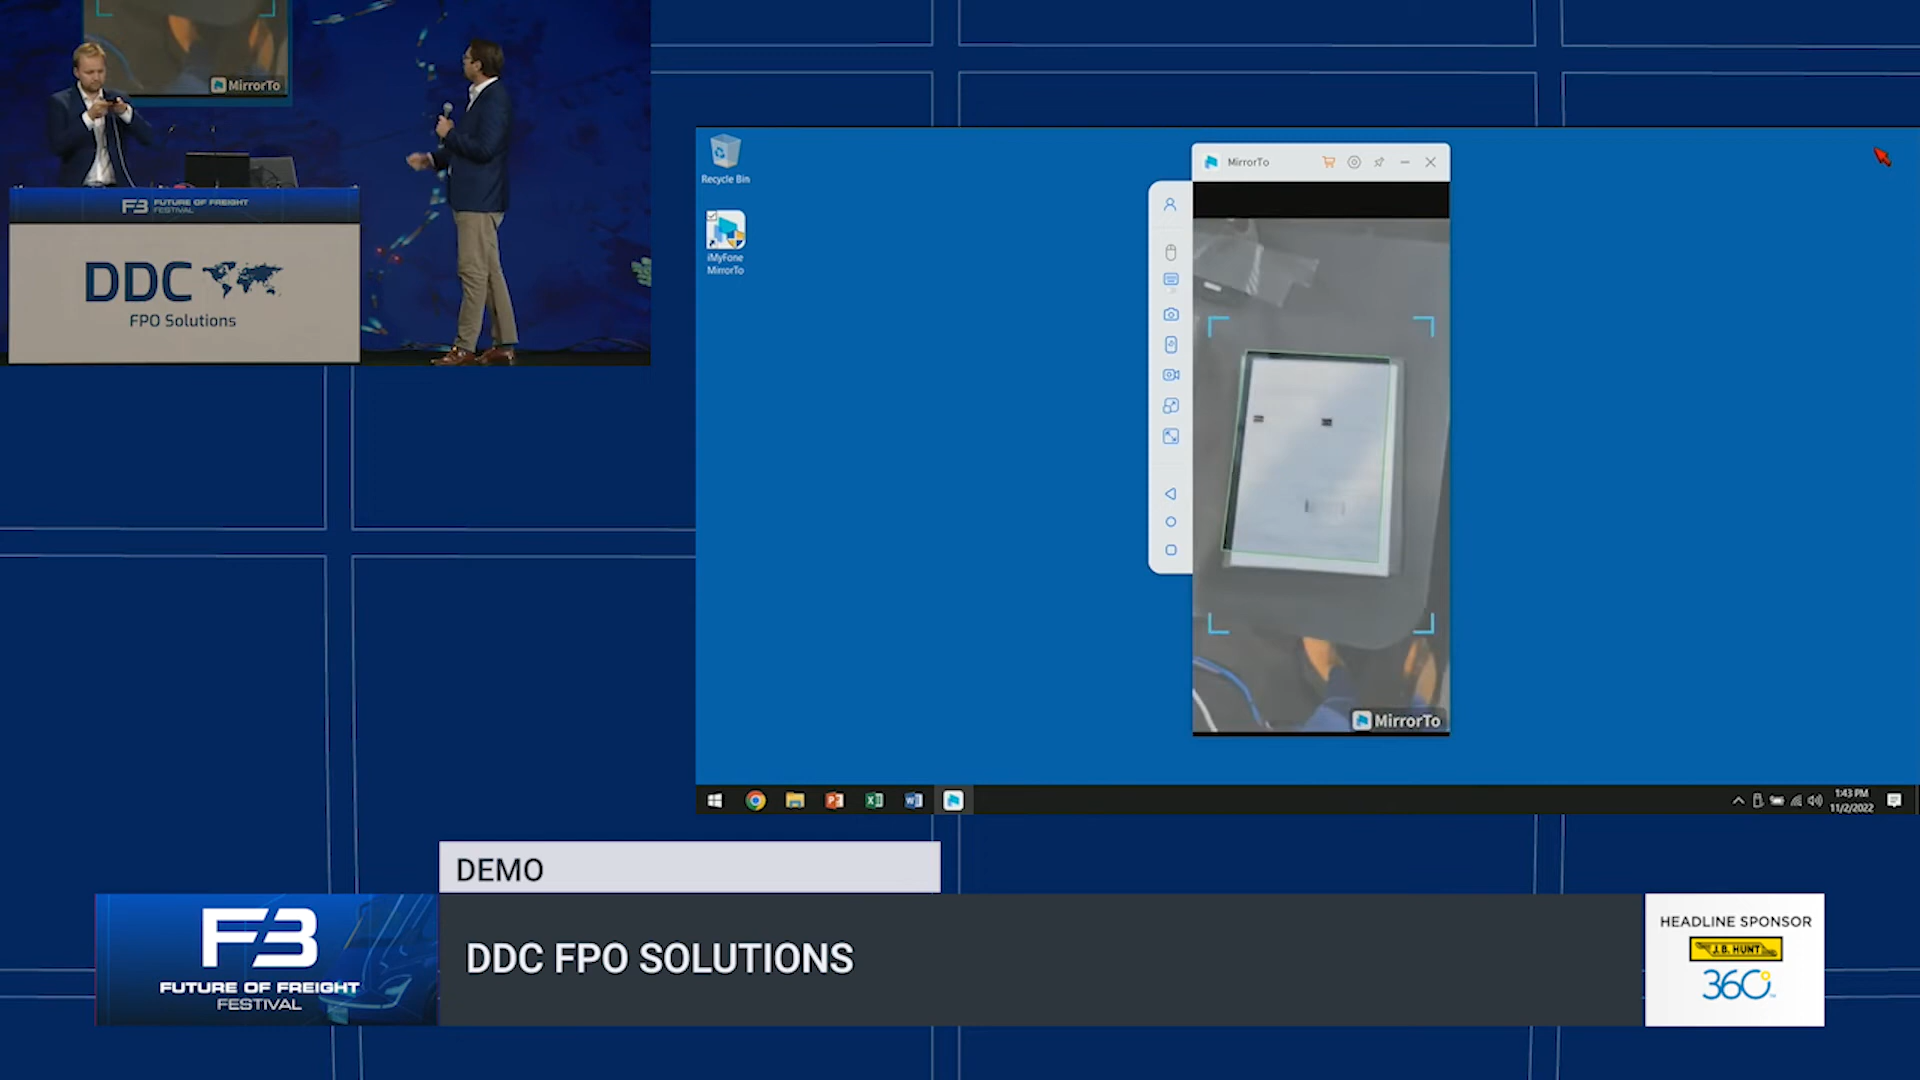 MirrorTo
F3 FUTURE OF FREIGHT
FESTIVAL
DDC
FPO Solutions
Recycle Bin
iMyFone
MirrorTo
MirrorTo
MirrorTo
1:43 PM
11/2/2022
DEMO
DDC FPO SOLUTIONS
F3
FUTURE OF FREIGHT
FESTIVAL
HEADLINE SPONSOR
J.B. HUNT
360°